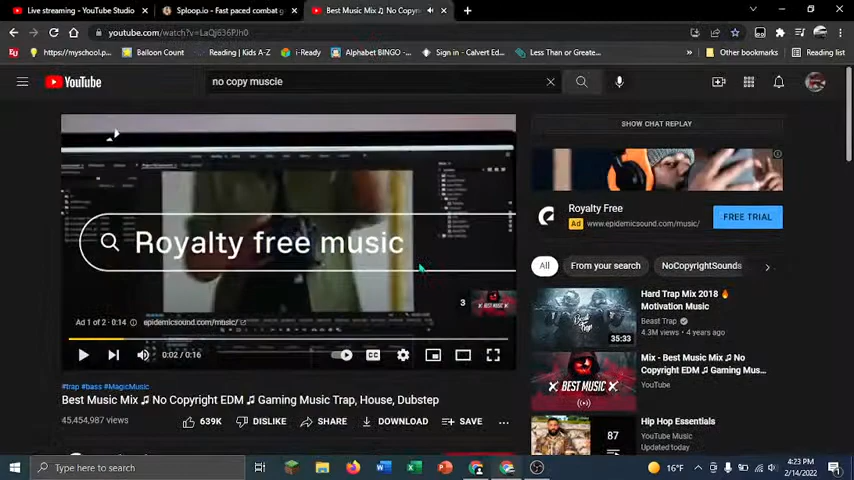 Live streaming - YouTube Studio
Sploop.io - Fast paced combat g
Best Music Mix ♫ No Copyr
youtube.com/watch?v=LaQj636PJh0
https://myschool.p...
Balloon Count
Reading | Kids A-Z
i-Ready
Alphabet BINGO -...
Sign in - Calvert Ed...
Less Than or Greate...
»
Other bookmarks
Reading list
YouTube
no copy muscie
SHOW CHAT REPLAY
Royalty free music
Royalty Free
Ad www.epidemicsound.com/music/
FREE TRIAL
All
From your search
NoCopyrightSounds
3
BEST MUSIC
Ad 1 of 2 · 0:14
epidemicsound.com/music/
0:02 / 0:16
CC
Hard Trap Mix 2018 🔥
Motivation Music
Beast Trap
4.3M views • 4 years ago
35:33
Mix - Best Music Mix ♫ No
Copyright EDM ♫ Gaming Mus...
YouTube
BEST MUSIC
Hip Hop Essentials
YouTube Music
Updated today
87
#trap #bass #MagicMusic
Best Music Mix ♫ No Copyright EDM ♫ Gaming Music Trap, House, Dubstep
45,454,987 views
639K
DISLIKE
SHARE
DOWNLOAD
SAVE
...
Type here to search
16°F
4:23 PM
2/14/2022